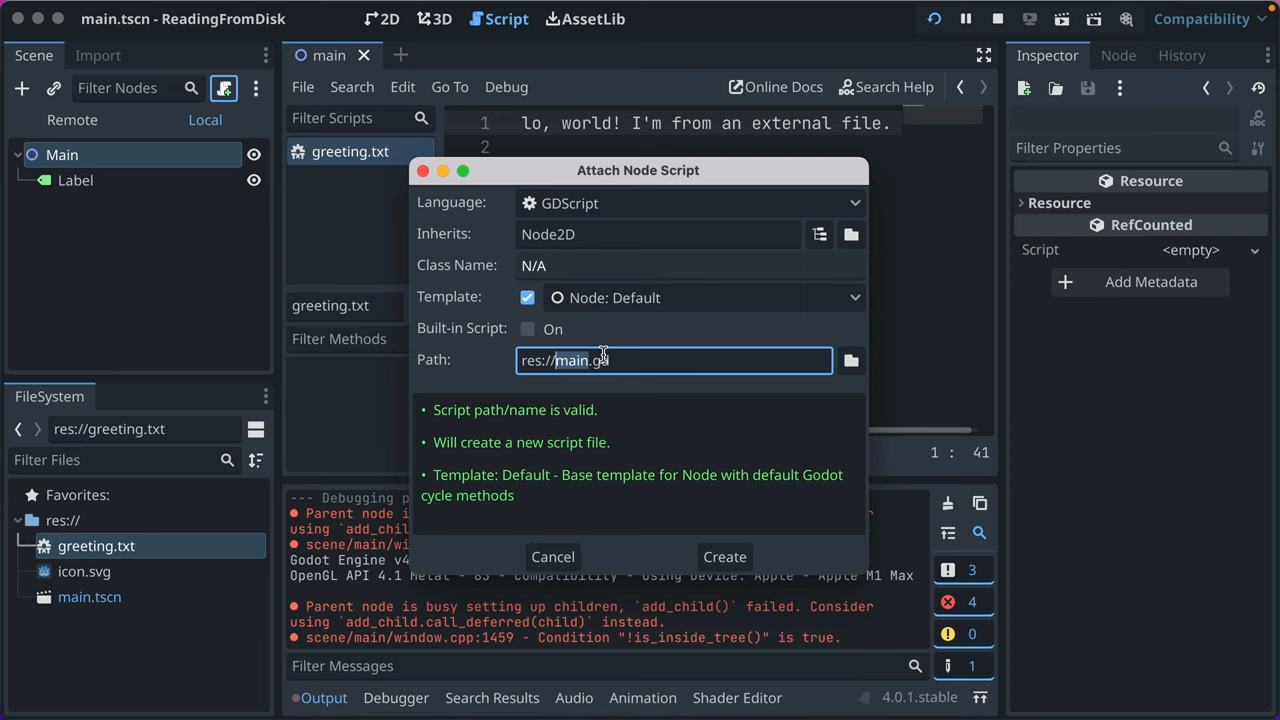 main.tscn - ReadingFromDisk
2D
3D
Script
AssetLib
Compatibility
Scene
Import
Filter Nodes
Remote
Local
Main
Label
main
File
Search
Edit
Go To
Debug
Online Docs
Search Help
Filter Scripts
greeting.txt
greeting.txt
Filter Methods
1 lo, world! I'm from an external file.
2
1 : 41
Attach Node Script
Language:
GDScript
Inherits:
Node2D
Class Name:
N/A
Template:
Node: Default
Built-in Script:
On
Path:
res://main.gd
• Script path/name is valid.
• Will create a new script file.
• Template: Default - Base template for Node with default Godot
cycle methods
Cancel
Create
Inspector
Node
History
Filter Properties
Resource
Resource
RefCounted
Script
<empty>
Add Metadata
FileSystem
res://greeting.txt
Filter Files
Favorites:
res://
greeting.txt
icon.svg
main.tscn
--- Debugging
Parent node i
using `add_ch
scene/main/wi
Godot Engine v4
Parent node is busy setting up children, `add_child()` failed. Consider
using `add_child.call_deferred(child)` instead.
scene/main/window.cpp:1459 - Condition "!is_inside_tree()" is true.
3
4
0
1
Filter Messages
Output
Debugger
Search Results
Audio
Animation
Shader Editor
4.0.1.stable